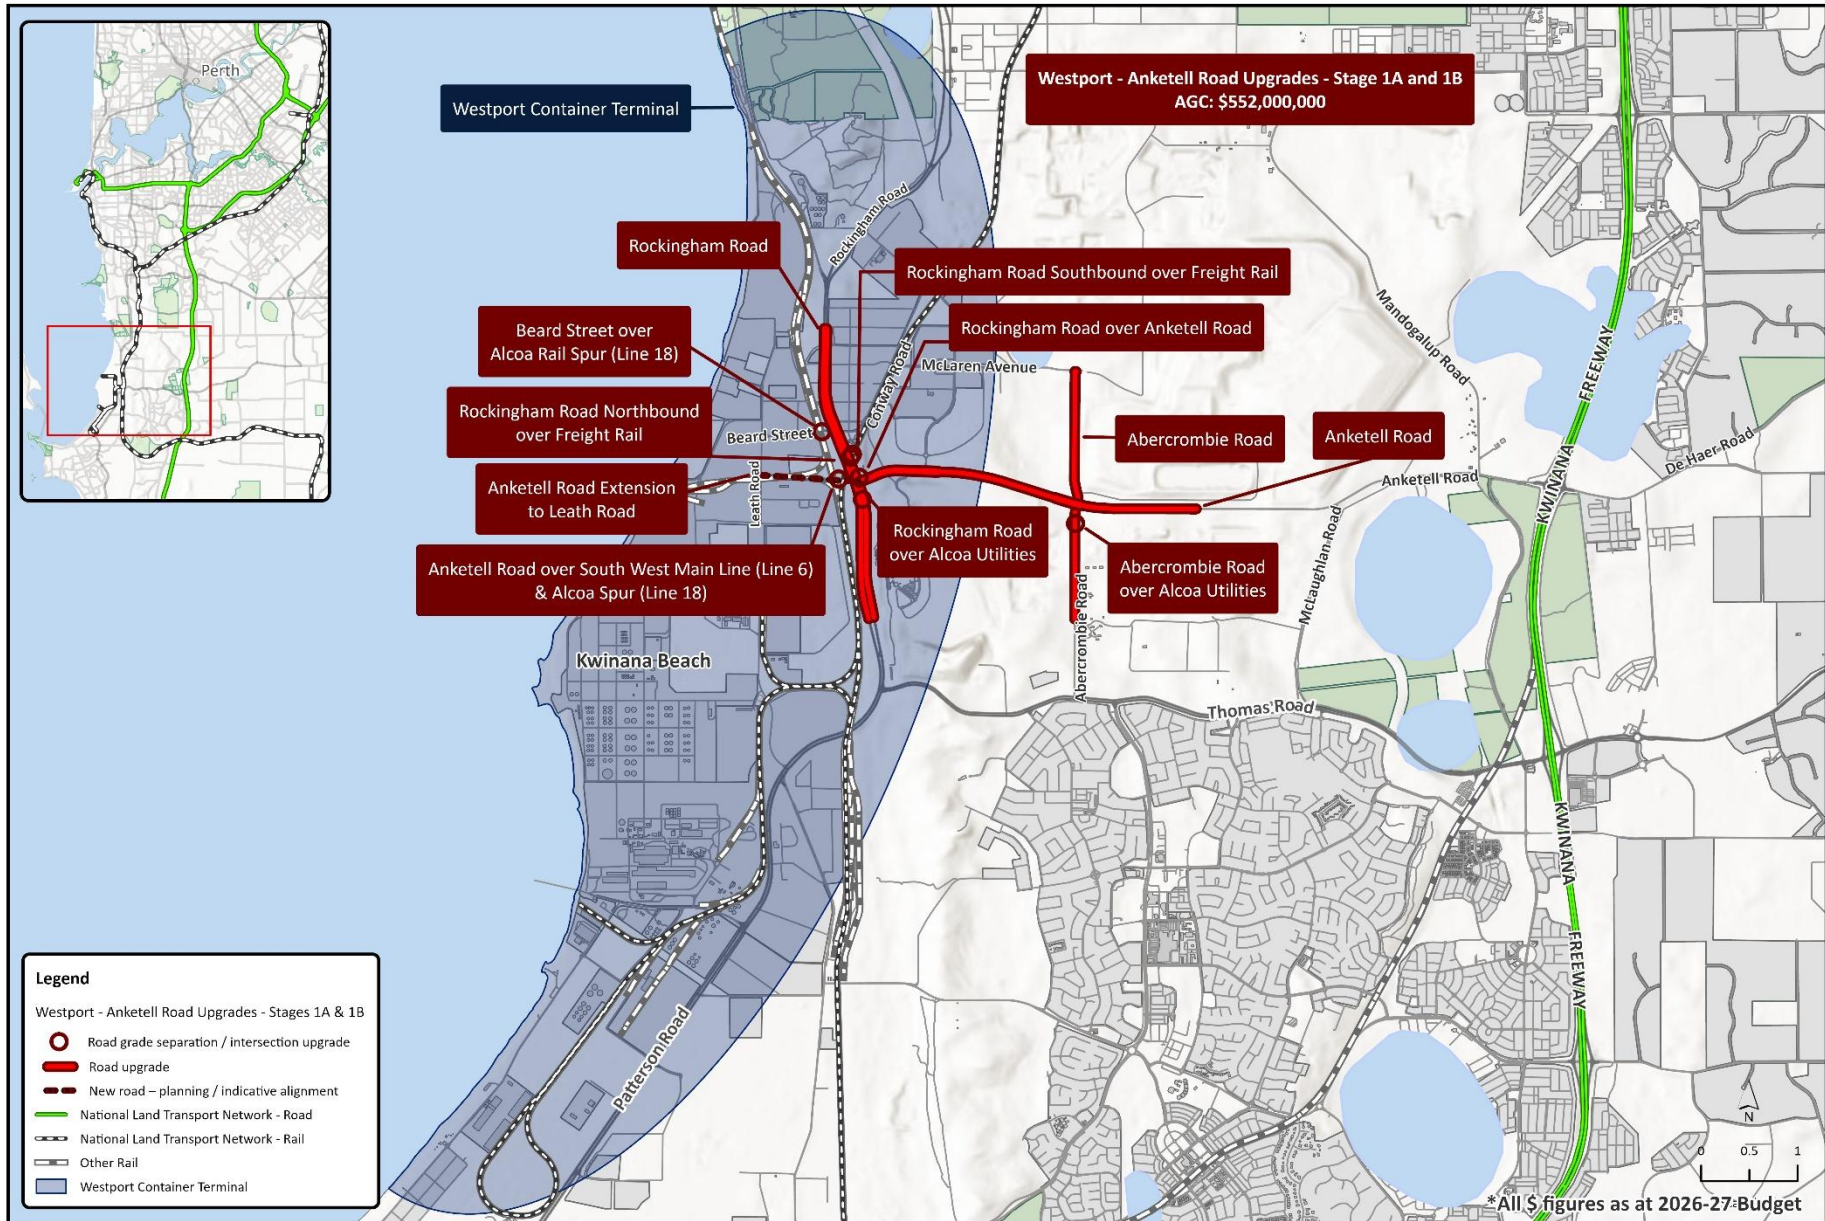 Perth
Westport Container Terminal
Westport - Anketell Road Upgrades - Stage 1A and 1B
AGC: $552,000,000
Rockingham Road
Rockingham Road
Rockingham Road Southbound over Freight Rail
Rockingham Road over Anketell Road
Beard Street over
Alcoa Rail Spur (Line 18)
Conway Road
McLaren Avenue
Mandogalup Road
KWINANA FREEWAY
Rockingham Road Northbound
over Freight Rail
Beard Street
Abercrombie Road
Anketell Road
De Haer Road
Anketell Road
Leath Road
Anketell Road Extension
to Leath Road
Rockingham Road
over Alcoa Utilities
McLaughlan Road
Anketell Road over South West Main Line (Line 6)
& Alcoa Spur (Line 18)
Abercrombie Road
over Alcoa Utilities
Abercrombie Road
Kwinana Beach
Thomas Road
KWINANA FREEWAY
Patterson Road
Legend
Westport - Anketell Road Upgrades - Stages 1A & 1B
Road grade separation / intersection upgrade
Road upgrade
New road – planning / indicative alignment
National Land Transport Network - Road
National Land Transport Network - Rail
Other Rail
Westport Container Terminal
N
0 0.5 1
*All $ figures as at 2026-27 Budget